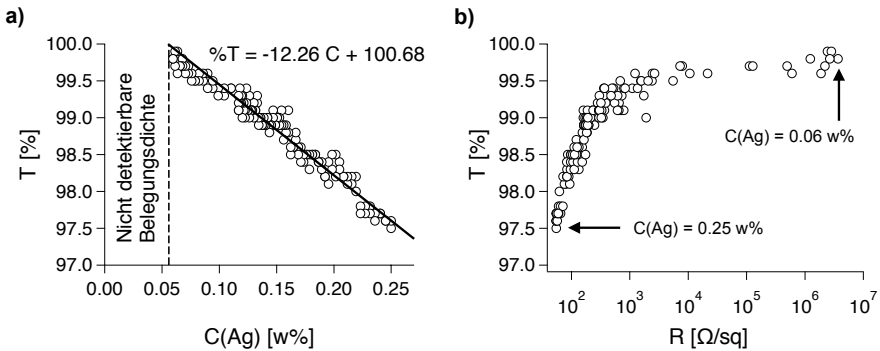 a)
100.0
99.5
99.0
98.5
98.0
97.5
97.0
T [%]
Nicht detektierbare
Belegungsdichte
%T = -12.26 C + 100.68
0.00
0.05
0.10
0.15
0.20
0.25
C(Ag) [w%]
b)
100.0
99.5
99.0
98.5
98.0
97.5
97.0
T [%]
C(Ag) = 0.06 w%
C(Ag) = 0.25 w%
10²
10³
10⁴
10⁵
10⁶
10⁷
R [Ω/sq]